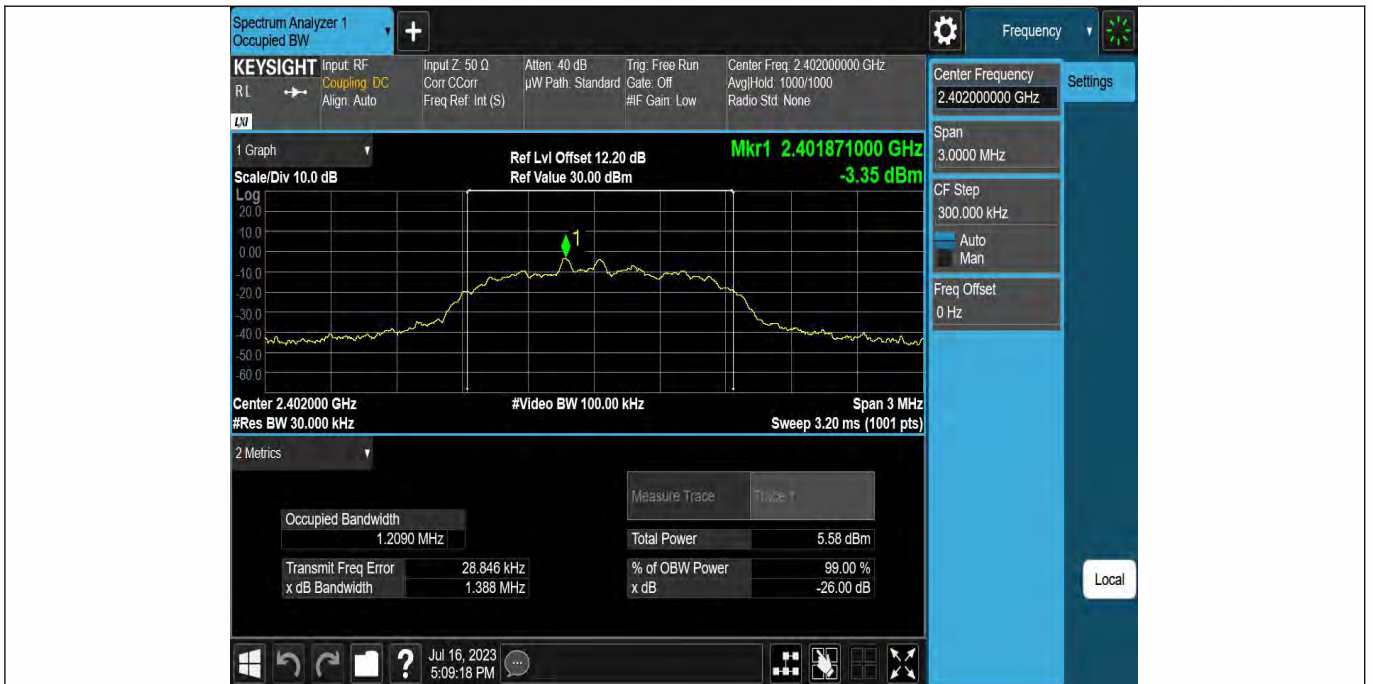 Spectrum Analyzer 1
Occupied BW
+
Frequency
KEYSIGHT
R L
LXI
Input: RF
Coupling: DC
Align: Auto
Input Z: 50 Ω
Corr CCorr
Freq Ref: Int (S)
Atten: 40 dB
µW Path: Standard
Trig: Free Run
Gate: Off
#IF Gain: Low
Center Freq: 2.402000000 GHz
Avg|Hold: 1000/1000
Radio Std: None
Center Frequency
2.402000000 GHz
Settings
Span
3.0000 MHz
CF Step
300.000 kHz
Auto
Man
Freq Offset
0 Hz
Local
1 Graph
Scale/Div 10.0 dB
Ref Lvl Offset 12.20 dB
Ref Value 30.00 dBm
Mkr1 2.401871000 GHz
-3.35 dBm
Log
20.0
10.0
0.00
-10.0
-20.0
-30.0
-40.0
-50.0
-60.0
1
Center 2.402000 GHz
#Video BW 100.00 kHz
Span 3 MHz
#Res BW 30.000 kHz
Sweep 3.20 ms (1001 pts)
2 Metrics
Measure Trace
Trace 1
Occupied Bandwidth
1.2090 MHz
Total Power
5.58 dBm
Transmit Freq Error
28.846 kHz
% of OBW Power
99.00 %
x dB Bandwidth
1.388 MHz
x dB
-26.00 dB
?
Jul 16, 2023
5:09:18 PM